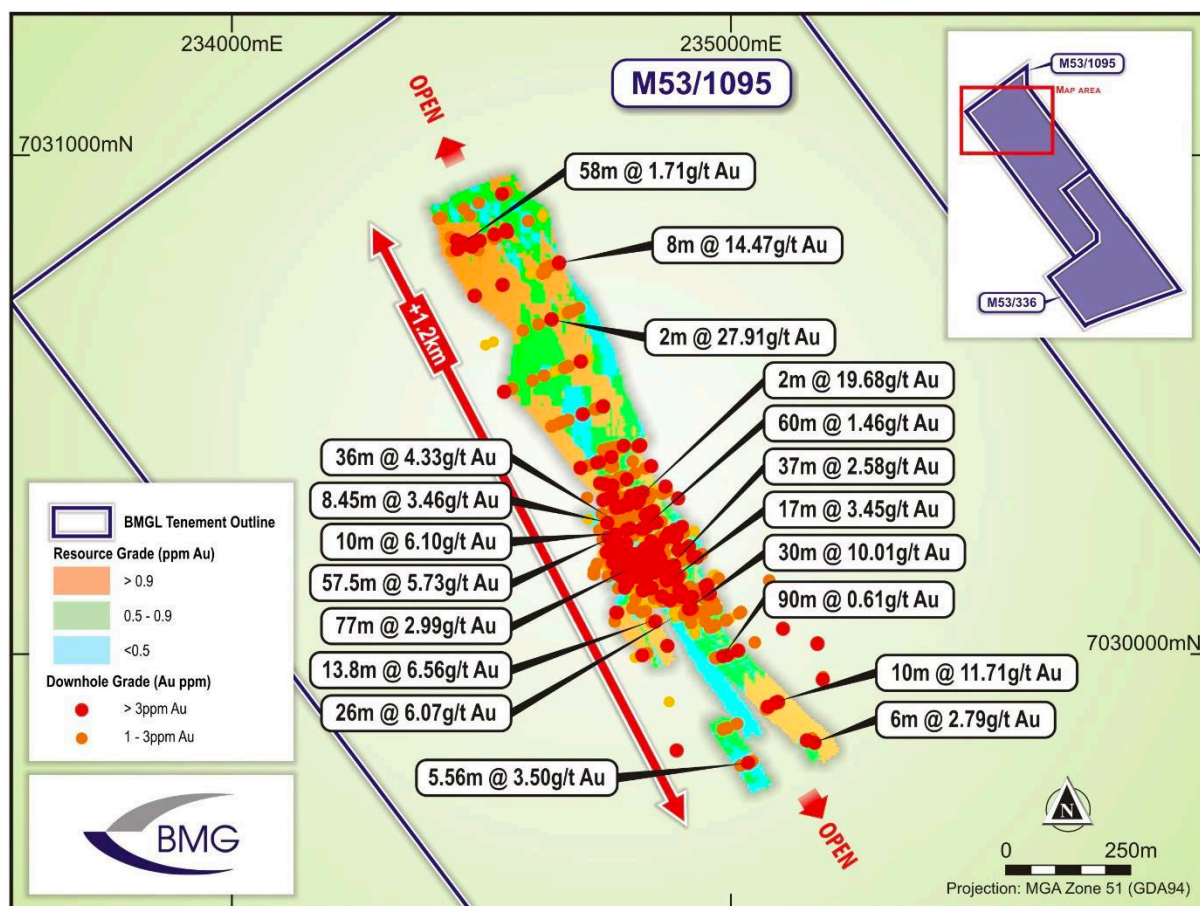 234000mE
235000mE
M53/1095
M53/1095
MAP AREA
M53/336
7031000mN
OPEN
58m @ 1.71g/t Au
8m @ 14.47g/t Au
+1.2km
2m @ 27.91g/t Au
2m @ 19.68g/t Au
60m @ 1.46g/t Au
36m @ 4.33g/t Au
37m @ 2.58g/t Au
8.45m @ 3.46g/t Au
17m @ 3.45g/t Au
10m @ 6.10g/t Au
30m @ 10.01g/t Au
57.5m @ 5.73g/t Au
90m @ 0.61g/t Au
77m @ 2.99g/t Au
7030000mN
13.8m @ 6.56g/t Au
10m @ 11.71g/t Au
26m @ 6.07g/t Au
6m @ 2.79g/t Au
5.56m @ 3.50g/t Au
OPEN
BMGL Tenement Outline
Resource Grade (ppm Au)
> 0.9
0.5 - 0.9
<0.5
Downhole Grade (Au ppm)
> 3ppm Au
1 - 3ppm Au
BMG
N
0 250m
Projection: MGA Zone 51 (GDA94)